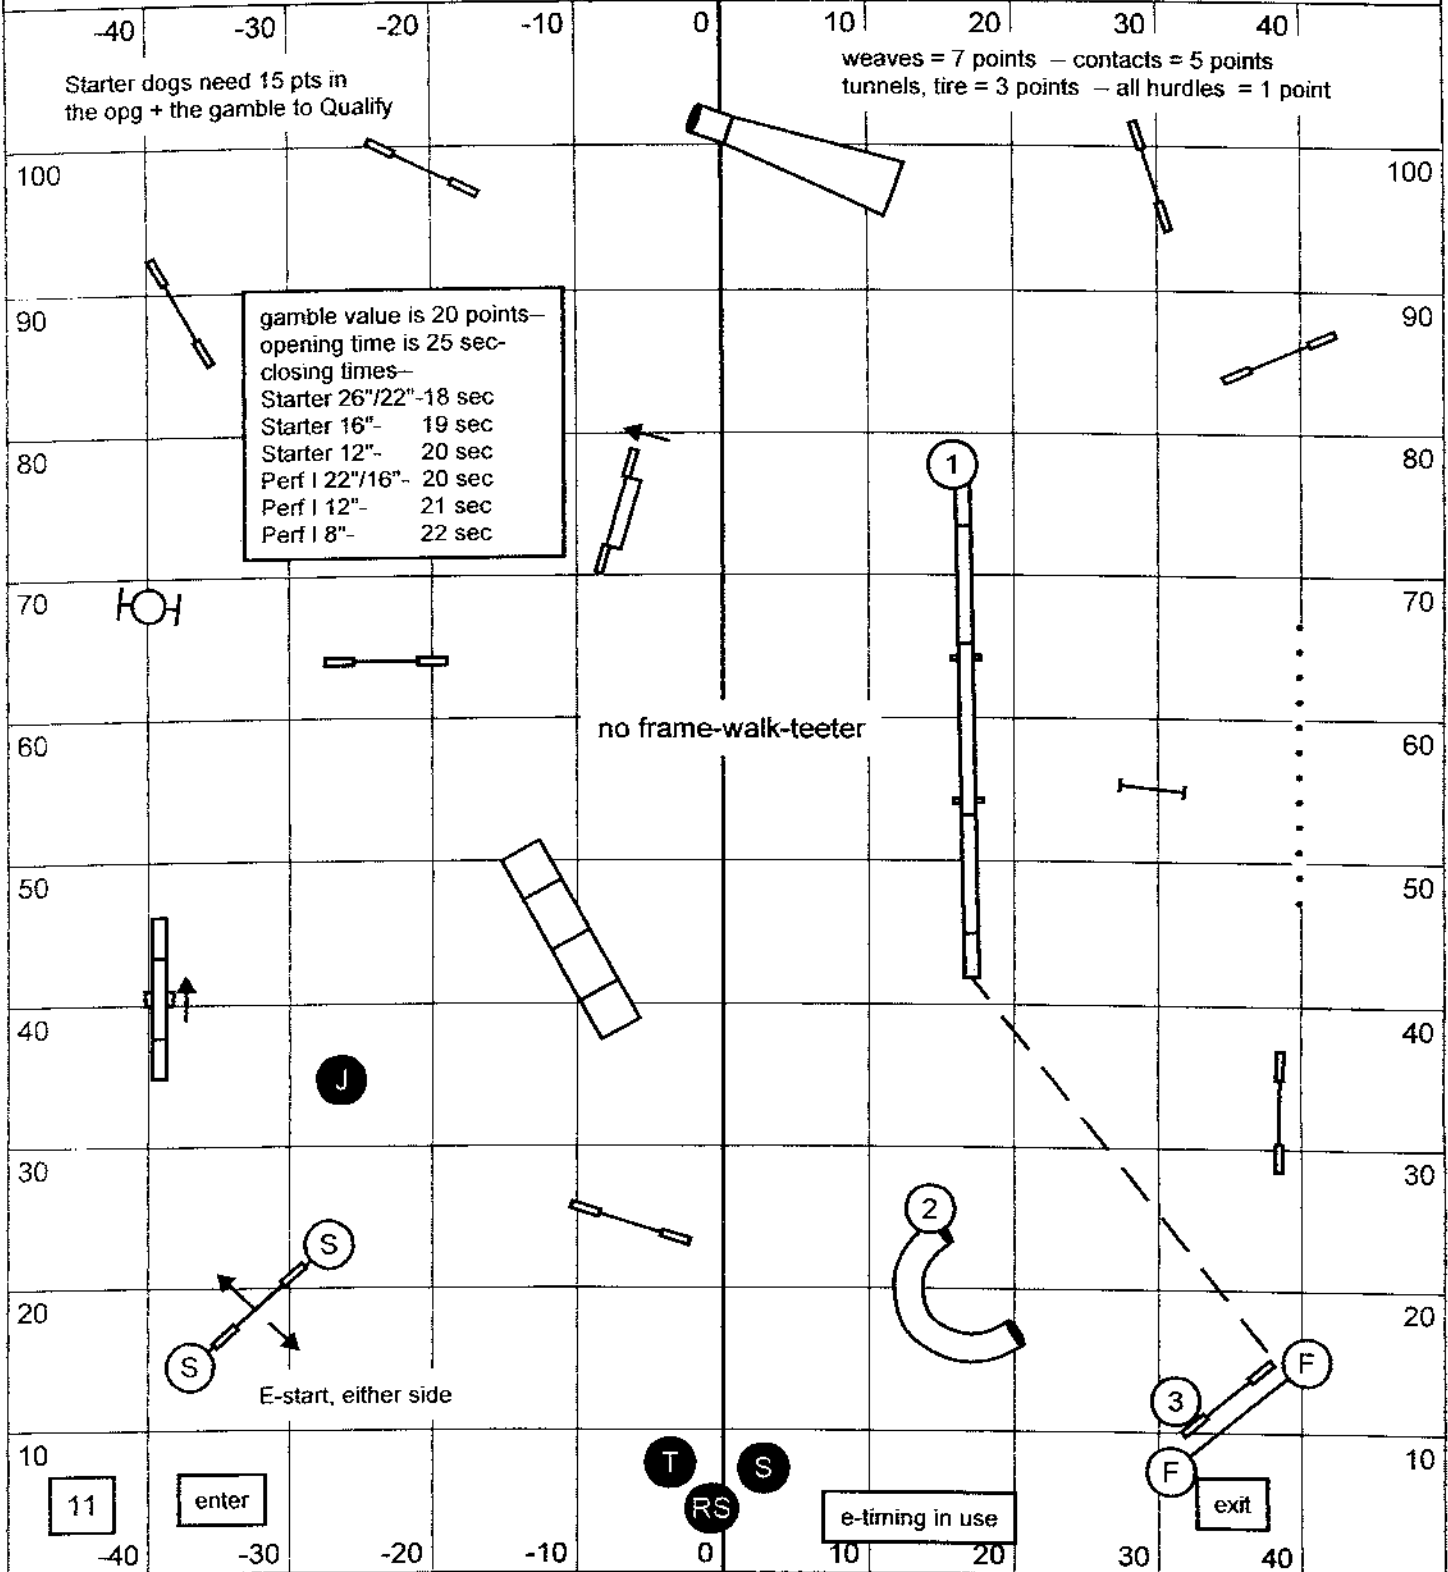 -40 -30 -20 -10 0 10 20 30 40
weaves = 7 points – contacts = 5 points
tunnels, tire = 3 points – all hurdles = 1 point
Starter dogs need 15 pts in
the opg + the gamble to Qualify
100 100
90 90
gamble value is 20 points–
opening time is 25 sec-
closing times–
Starter 26"/22"-18 sec
Starter 16"- 19 sec
Starter 12"- 20 sec
Perf I 22"/16"- 20 sec
Perf I 12"- 21 sec
Perf I 8"- 22 sec
80 80
1
70 70
no frame-walk-teeter
60 60
50 50
40 40
J
30 30
2
S
20 20
S
F
E-start, either side
3
10 10
T S
F
RS
11
enter
e-timing in use
exit
-40 -30 -20 -10 0 10 20 30 40